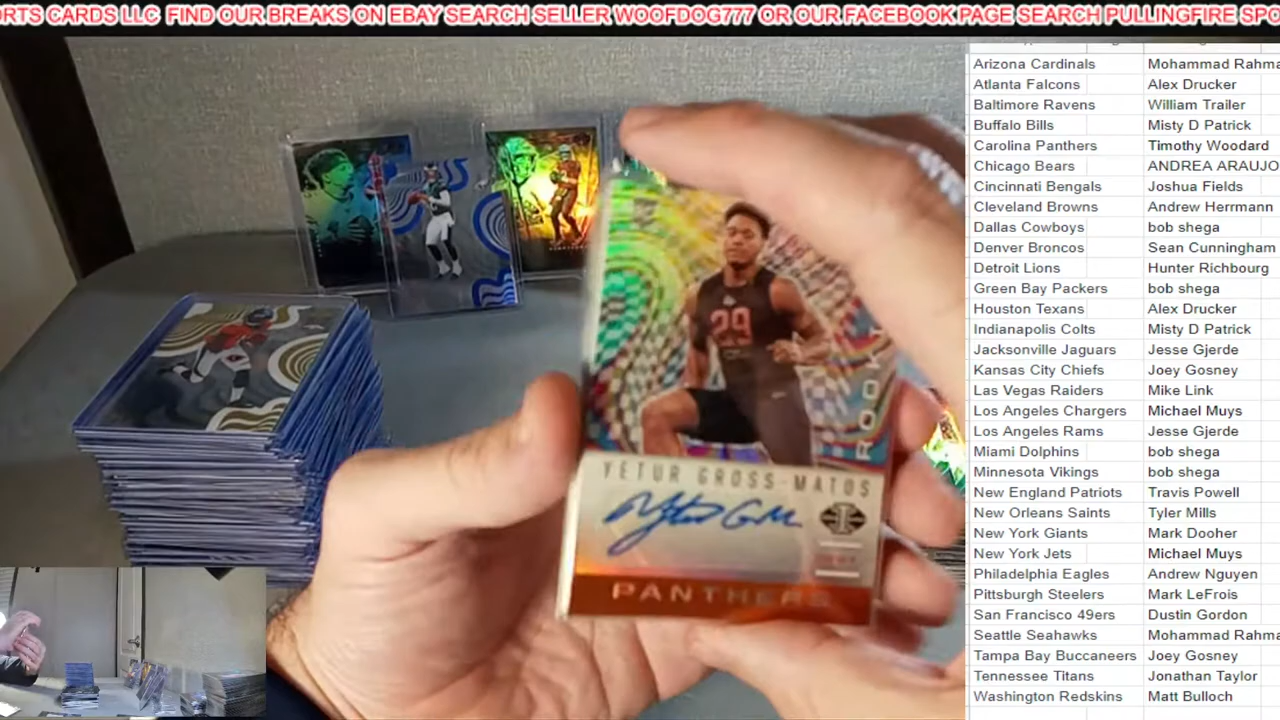 ORTS CARDS LLC FIND OUR BREAKS ON EBAY SEARCH SELLER WOOFDOG777 OR OUR FACEBOOK PAGE SEARCH PULLINGFIRE SPO
Arizona Cardinals Mohammad Rahma
Atlanta Falcons Alex Drucker
Baltimore Ravens William Trailer
Buffalo Bills Misty D Patrick
Carolina Panthers Timothy Woodard
Chicago Bears ANDREA ARAUJO
Cincinnati Bengals Joshua Fields
Cleveland Browns Andrew Herrmann
Dallas Cowboys bob shega
Denver Broncos Sean Cunningham
Detroit Lions Hunter Richbourg
Green Bay Packers bob shega
Houston Texans Alex Drucker
Indianapolis Colts Misty D Patrick
Jacksonville Jaguars Jesse Gjerde
Kansas City Chiefs Joey Gosney
Las Vegas Raiders Mike Link
Los Angeles Chargers Michael Muys
Los Angeles Rams Jesse Gjerde
Miami Dolphins bob shega
Minnesota Vikings bob shega
New England Patriots Travis Powell
New Orleans Saints Tyler Mills
New York Giants Mark Dooher
New York Jets Michael Muys
Philadelphia Eagles Andrew Nguyen
Pittsburgh Steelers Mark LeFrois
San Francisco 49ers Dustin Gordon
Seattle Seahawks Mohammad Rahma
Tampa Bay Buccaneers Joey Gosney
Tennessee Titans Jonathan Taylor
Washington Redskins Matt Bulloch
29
ROOKI
YETUR GROSS-MATOS
PANTHERS